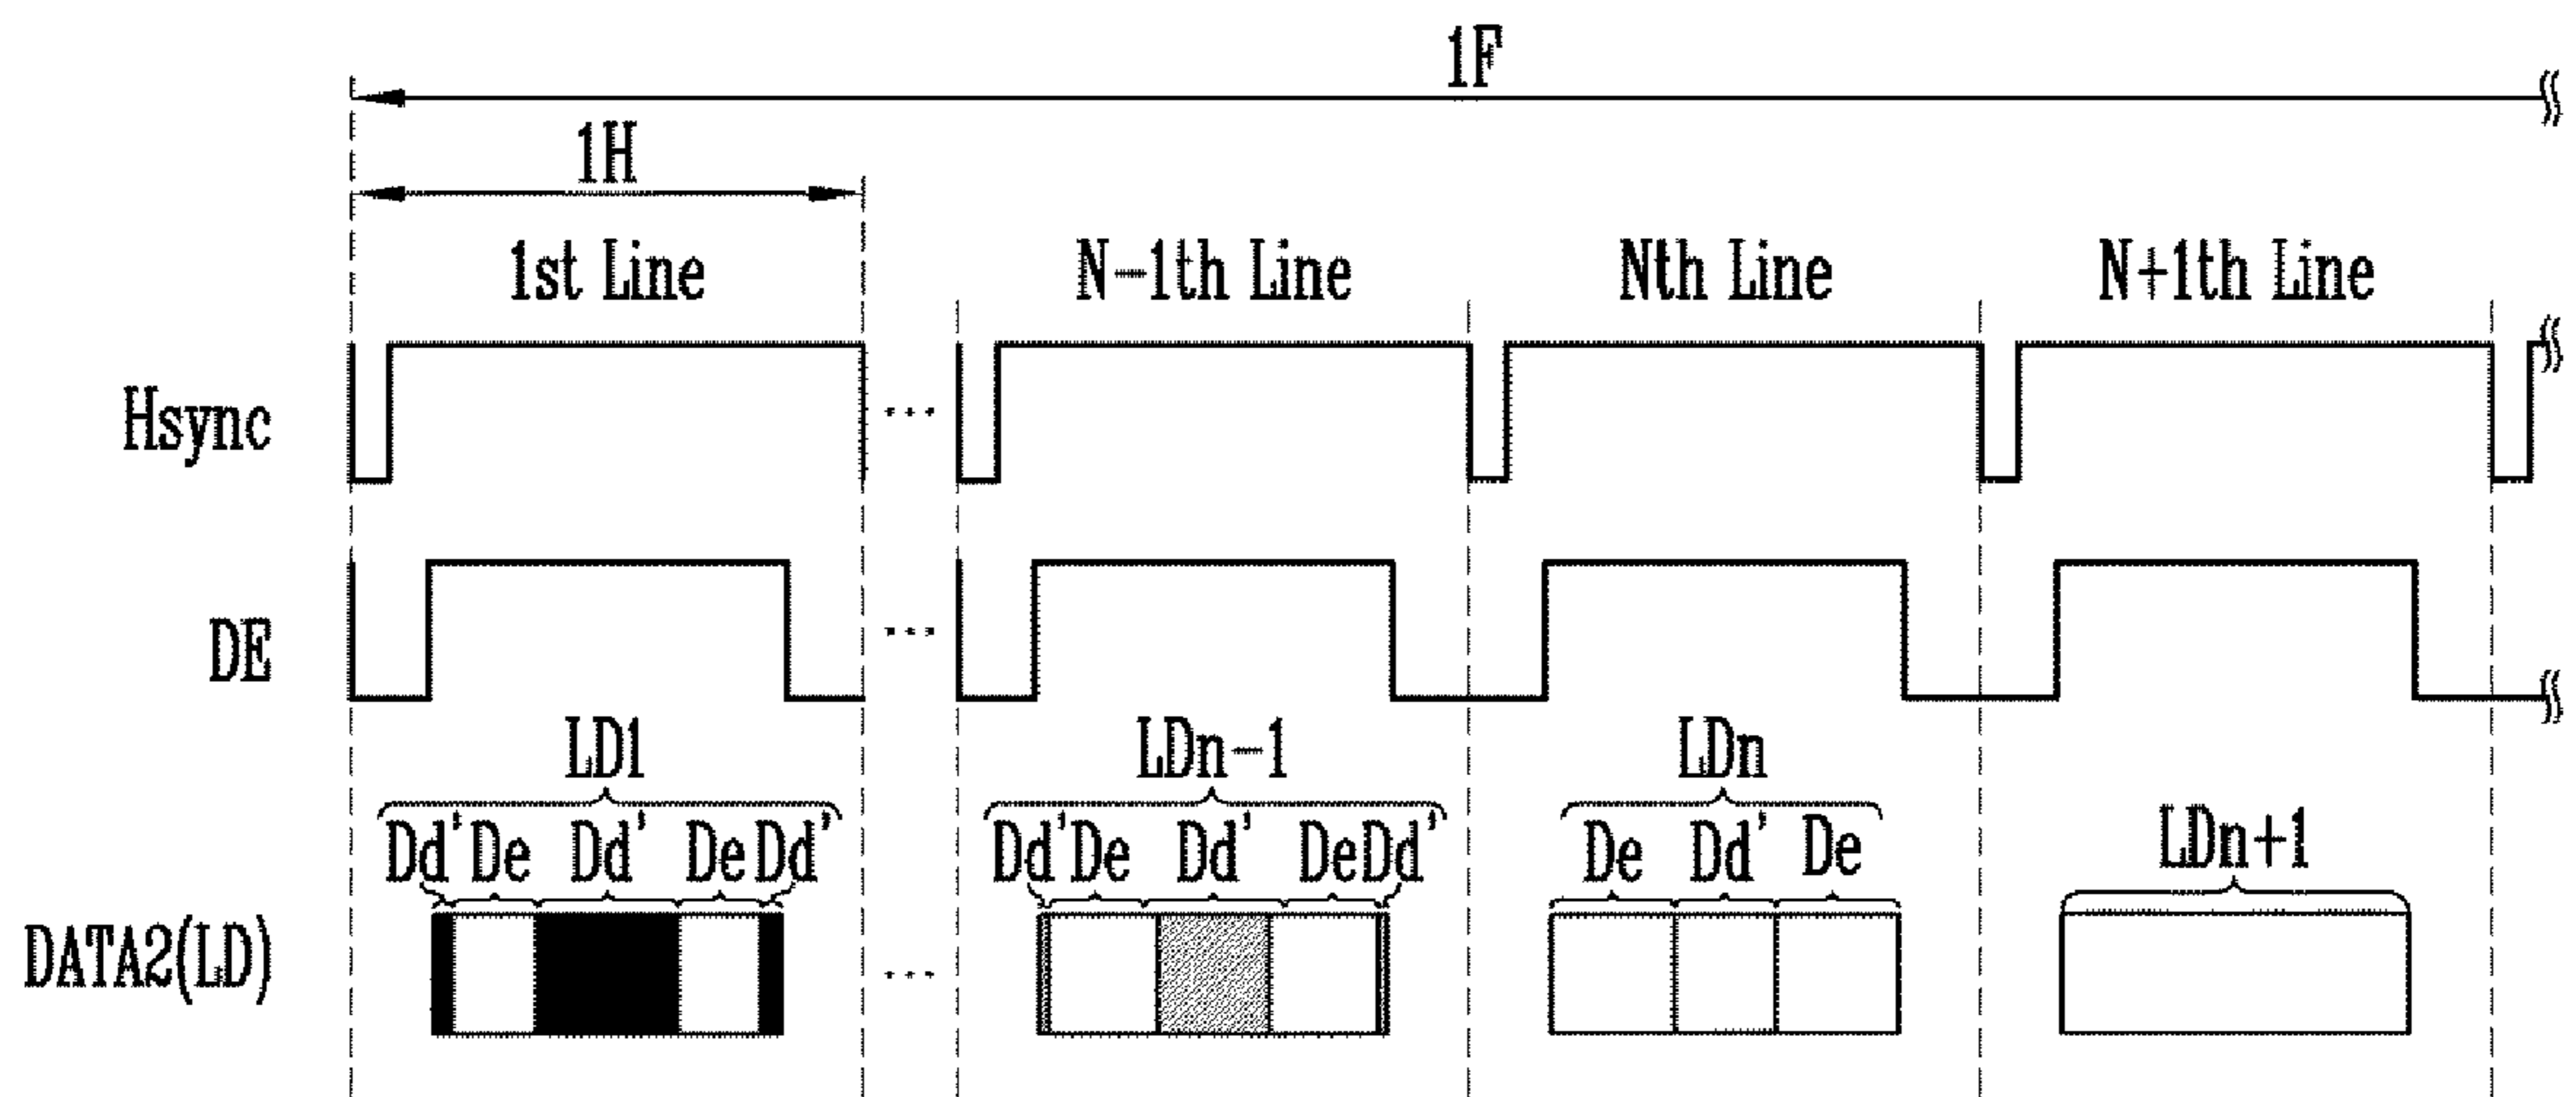 1F
1H
1st Line N-1th Line Nth Line N+1th Line
Hsync ...
DE ...
LD1 LDn-1 LDn
Dd' De Dd' De Dd' Dd' De Dd' De Dd' De Dd' De LDn+1
DATA2(LD) ...